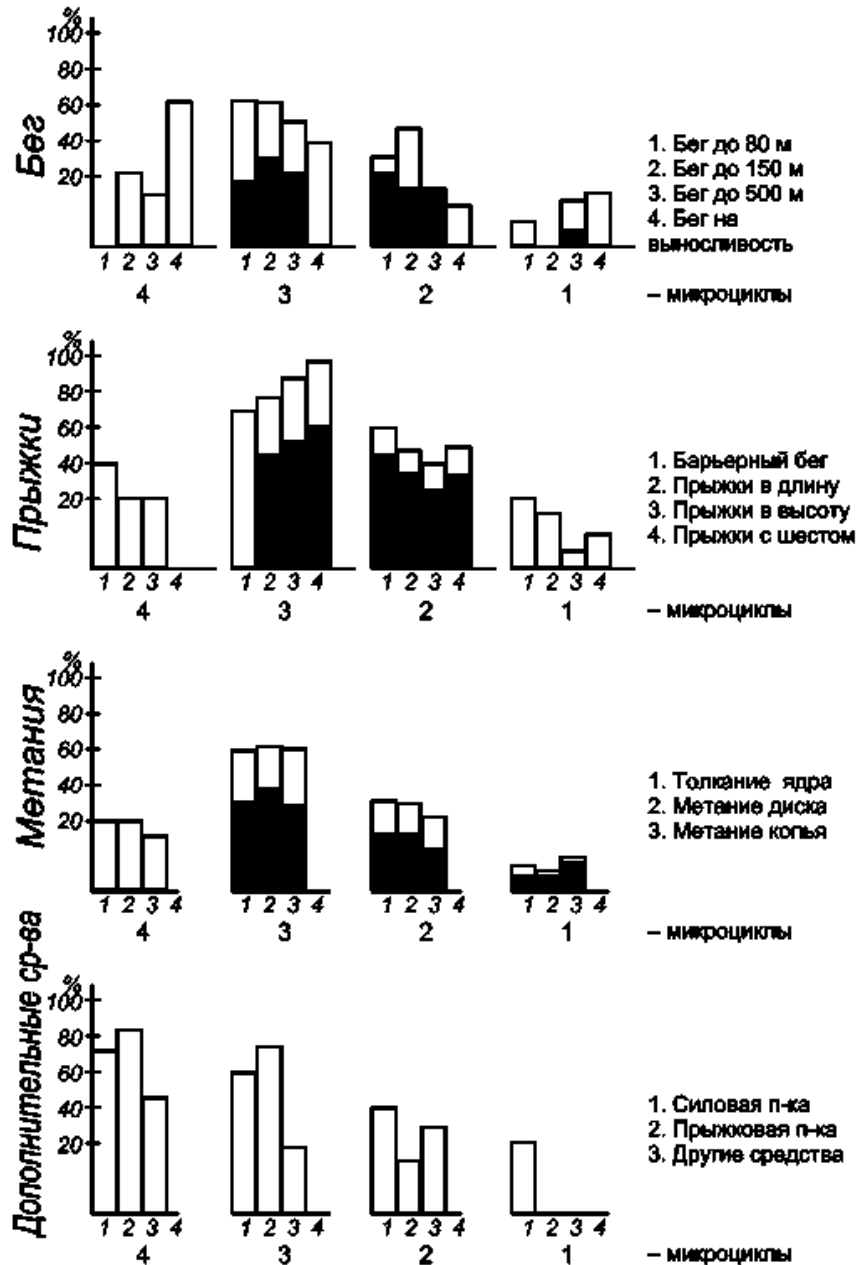 %
100
80
60
40
20
Бег
1 2 3 4 1 2 3 4 1 2 3 4 1 2 3 4
4 3 2 1 – микроциклы
1. Бег до 80 м
2. Бег до 150 м
3. Бег до 500 м
4. Бег на
выносливость
%
100
80
60
40
20
Прыжки
1 2 3 4 1 2 3 4 1 2 3 4 1 2 3 4
4 3 2 1 – микроциклы
1. Барьерный бег
2. Прыжки в длину
3. Прыжки в высоту
4. Прыжки с шестом
%
100
80
60
40
20
Метания
1 2 3 4 1 2 3 4 1 2 3 4 1 2 3 4
4 3 2 1 – микроциклы
1. Толкание ядра
2. Метание диска
3. Метание копья
%
100
80
60
40
20
Дополнительные ср-ва
1 2 3 4 1 2 3 4 1 2 3 4 1 2 3 4
4 3 2 1 – микроциклы
1. Силовая п-ка
2. Прыжковая п-ка
3. Другие средства